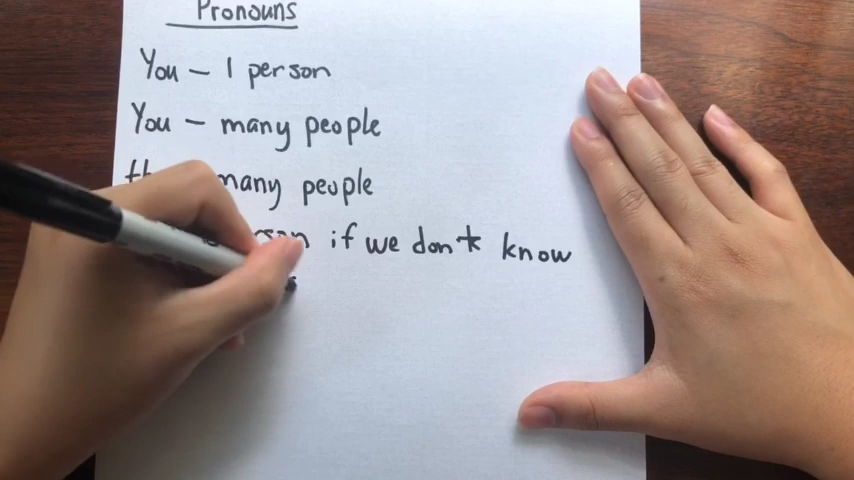 Pronouns
You – 1 person
You – many people
many people
if we don't know